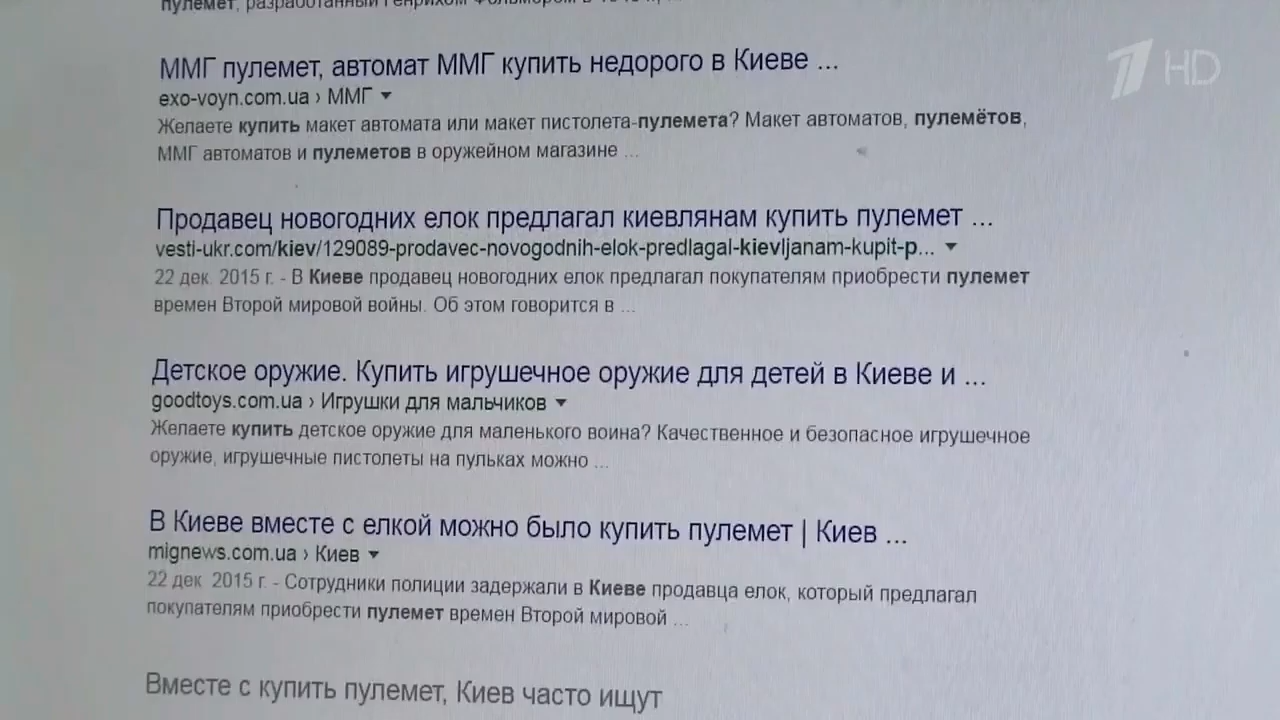 пулемет, разработанный Генрихом Фольмером в
ММГ пулемет, автомат ММГ купить недорого в Киеве ...
exo-voyn.com.ua › ММГ
Желаете купить макет автомата или макет пистолета-пулемета? Макет автоматов, пулемётов,
ММГ автоматов и пулеметов в оружейном магазине ...
Продавец новогодних елок предлагал киевлянам купить пулемет ...
vesti-ukr.com/kiev/129089-prodavec-novogodnih-elok-predlagal-kievljanam-kupit-p...
22 дек. 2015 г. - В Киеве продавец новогодних елок предлагал покупателям приобрести пулемет
времен Второй мировой войны. Об этом говорится в ...
Детское оружие. Купить игрушечное оружие для детей в Киеве и ...
goodtoys.com.ua › Игрушки для мальчиков
Желаете купить детское оружие для маленького воина? Качественное и безопасное игрушечное
оружие, игрушечные пистолеты на пульках можно ...
В Киеве вместе с елкой можно было купить пулемет | Киев ...
mignews.com.ua › Киев
22 дек. 2015 г. - Сотрудники полиции задержали в Киеве продавца елок, который предлагал
покупателям приобрести пулемет времен Второй мировой ...
Вместе с купить пулемет, Киев часто ищут
1 HD